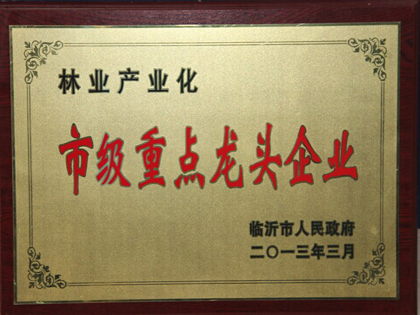 林业产业化
市级重点龙头企业
临沂市人民政府
二〇一三年三月